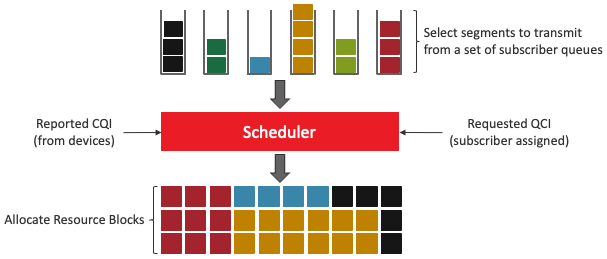 Select segments to transmit
from a set of subscriber queues
Reported CQI
(from devices)
Scheduler
Requested QCI
(subscriber assigned)
Allocate Resource Blocks